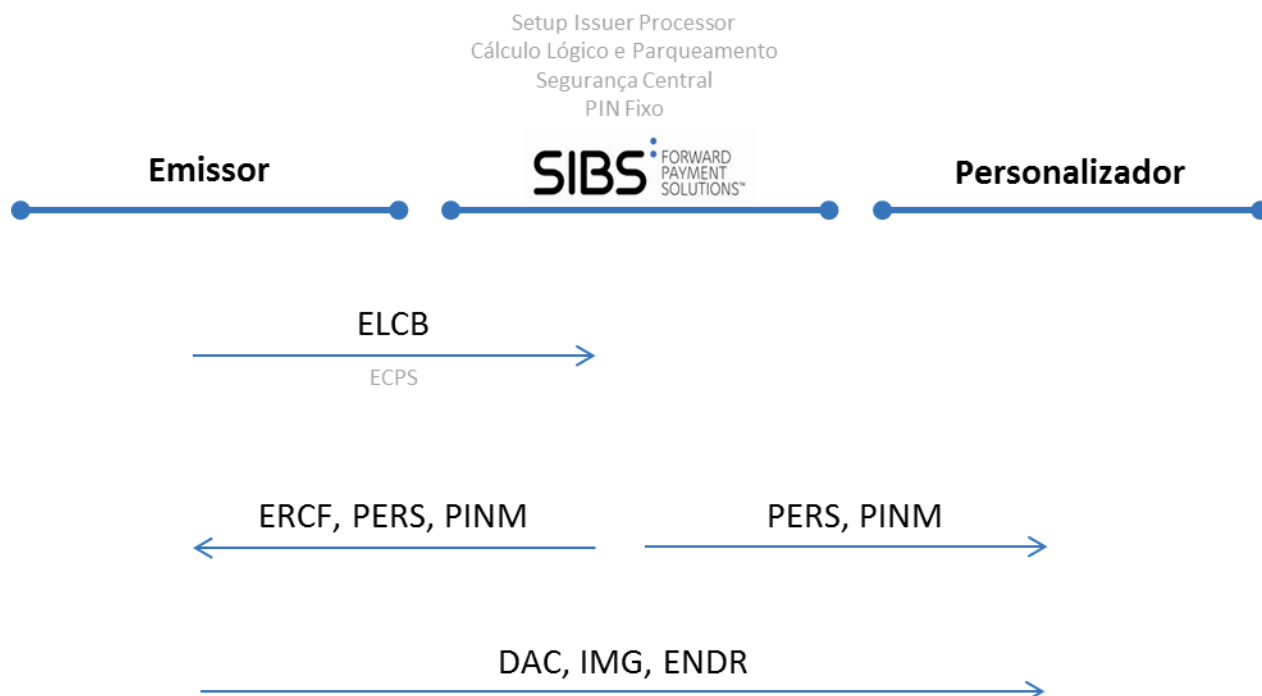 Setup Issuer Processor
Cálculo Lógico e Parqueamento
Segurança Central
PIN Fixo
Emissor
SIBS FORWARD
PAYMENT
SOLUTIONS™
Personalizador
ELCB
ECPS
ERCF, PERS, PINM
PERS, PINM
DAC, IMG, ENDR